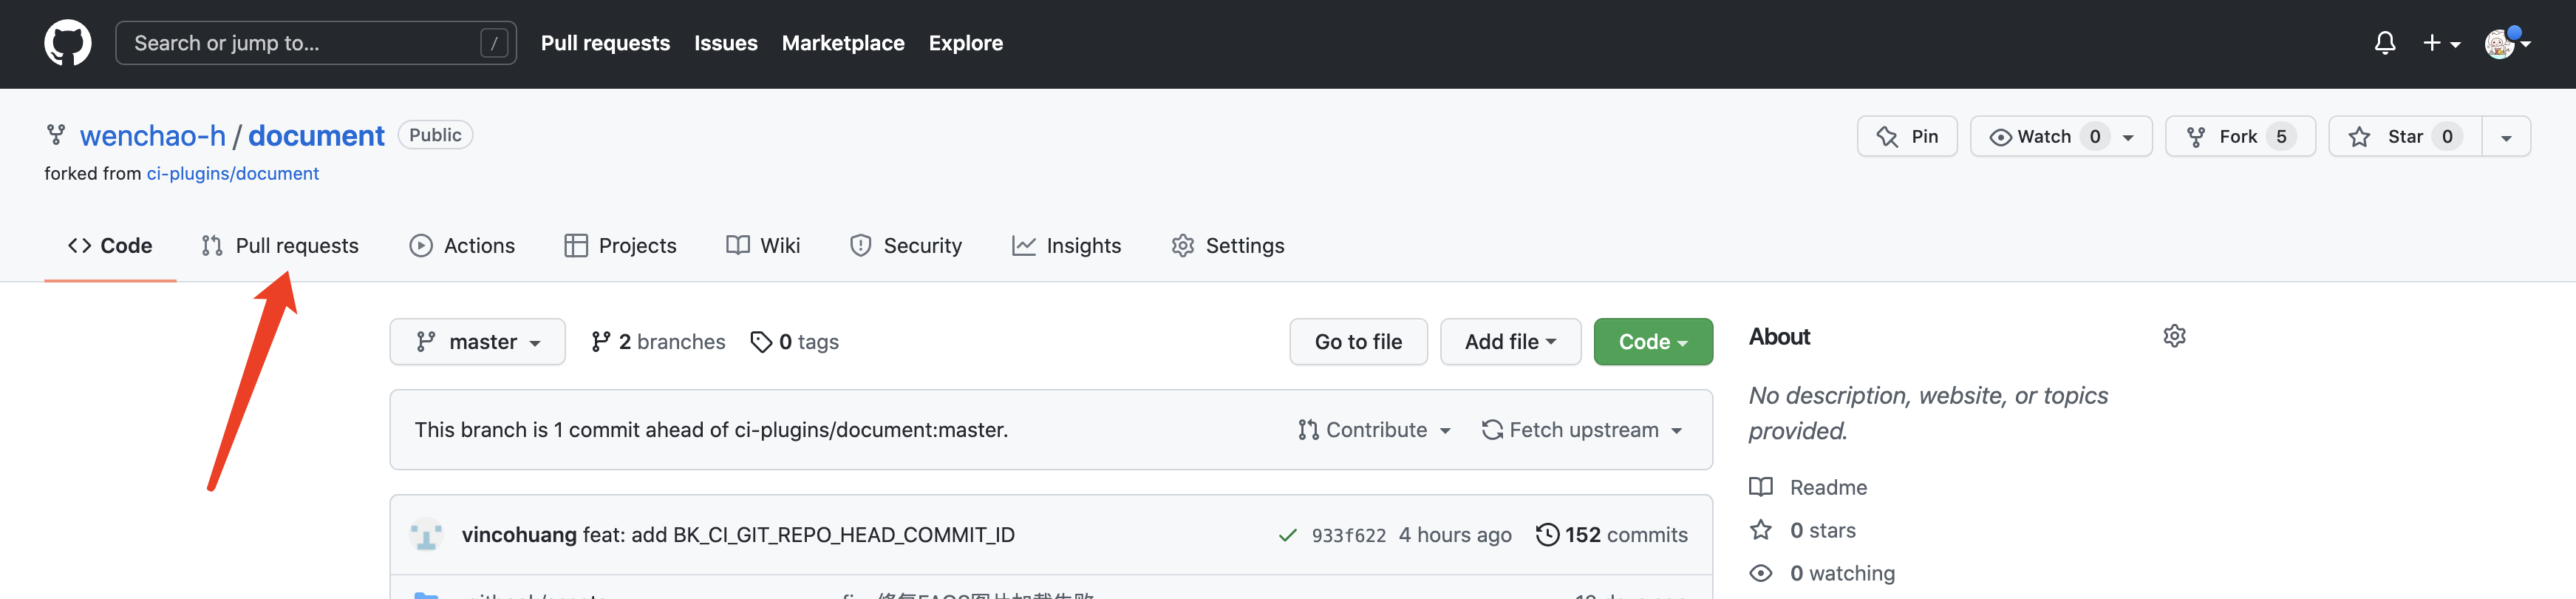 Search or jump to... / Pull requests Issues Marketplace Explore
wenchao-h / document Public Pin Watch 0 Fork 5 Star 0
forked from ci-plugins/document
Code Pull requests Actions Projects Wiki Security Insights Settings
master 2 branches 0 tags Go to file Add file Code About
No description, website, or topics
provided.
This branch is 1 commit ahead of ci-plugins/document:master. Contribute Fetch upstream
Readme
vincohuang feat: add BK_CI_GIT_REPO_HEAD_COMMIT_ID 933f622 4 hours ago 152 commits
0 stars
0 watching